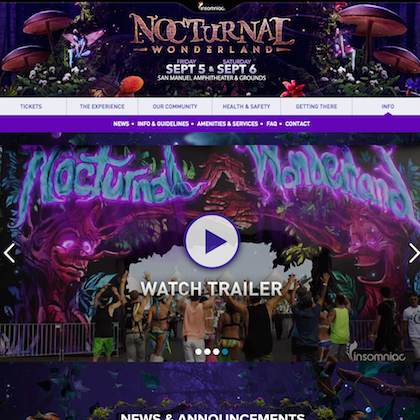 insomniac
NOCTURNAL
WONDERLAND
FRIDAY SATURDAY
SEPT 5 & SEPT 6
SAN MANUEL AMPHITHEATER & GROUNDS
TICKETS THE EXPERIENCE OUR COMMUNITY HEALTH & SAFETY GETTING THERE INFO
NEWS • INFO & GUIDELINES • AMENITIES & SERVICES • FAQ • CONTACT
Nocturnal Wonderland
WATCH TRAILER
insomniac
NEWS & ANNOUNCEMENTS